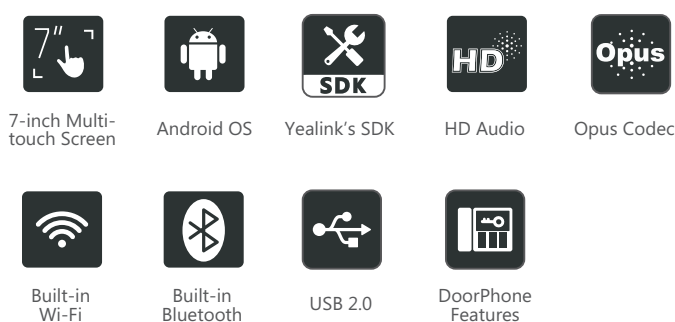 7"
SDK
HD
Opus
7-inch Multi-
touch Screen
Android OS
Yealink's SDK
HD Audio
Opus Codec
Built-in
Wi-Fi
Built-in
Bluetooth
USB 2.0
DoorPhone
Features